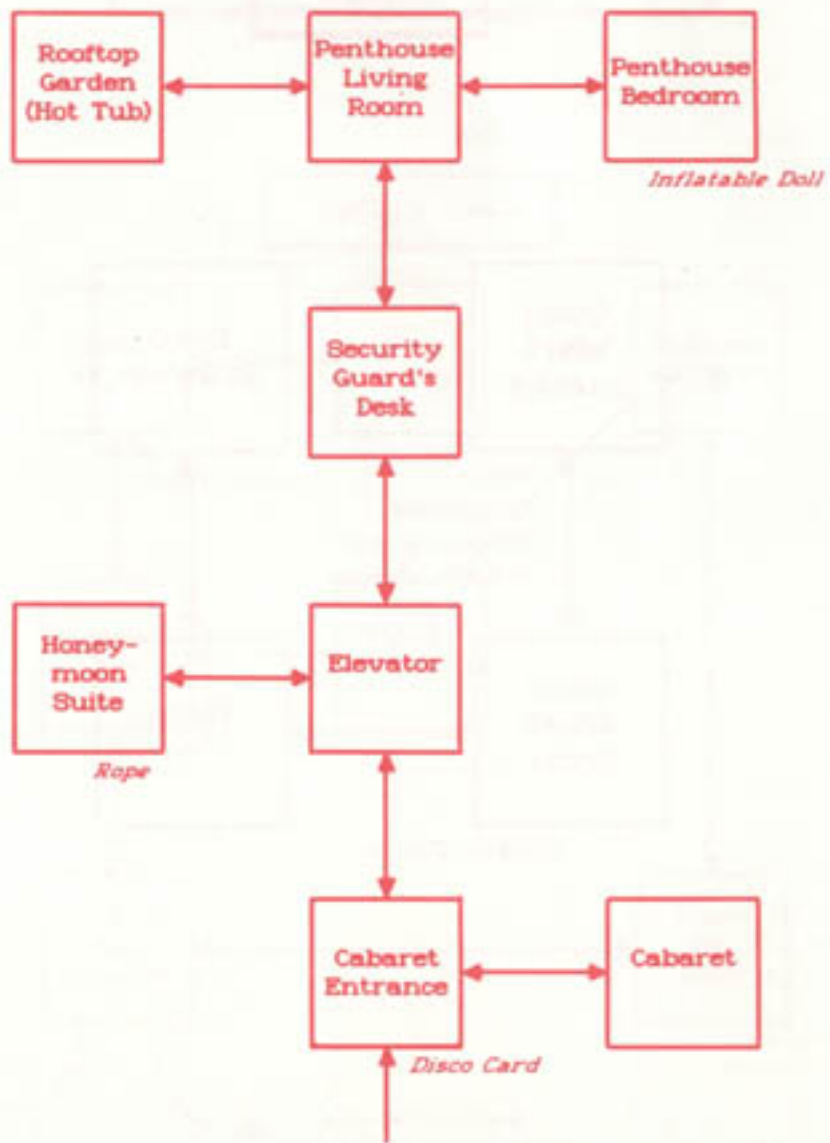 Rooftop
Garden
(Hot Tub)
Penthouse
Living
Room
Penthouse
Bedroom
Inflatable Doll
Security
Guard's
Desk
Honey-
moon
Suite
Rope
Elevator
Cabaret
Entrance
Disco Card
Cabaret